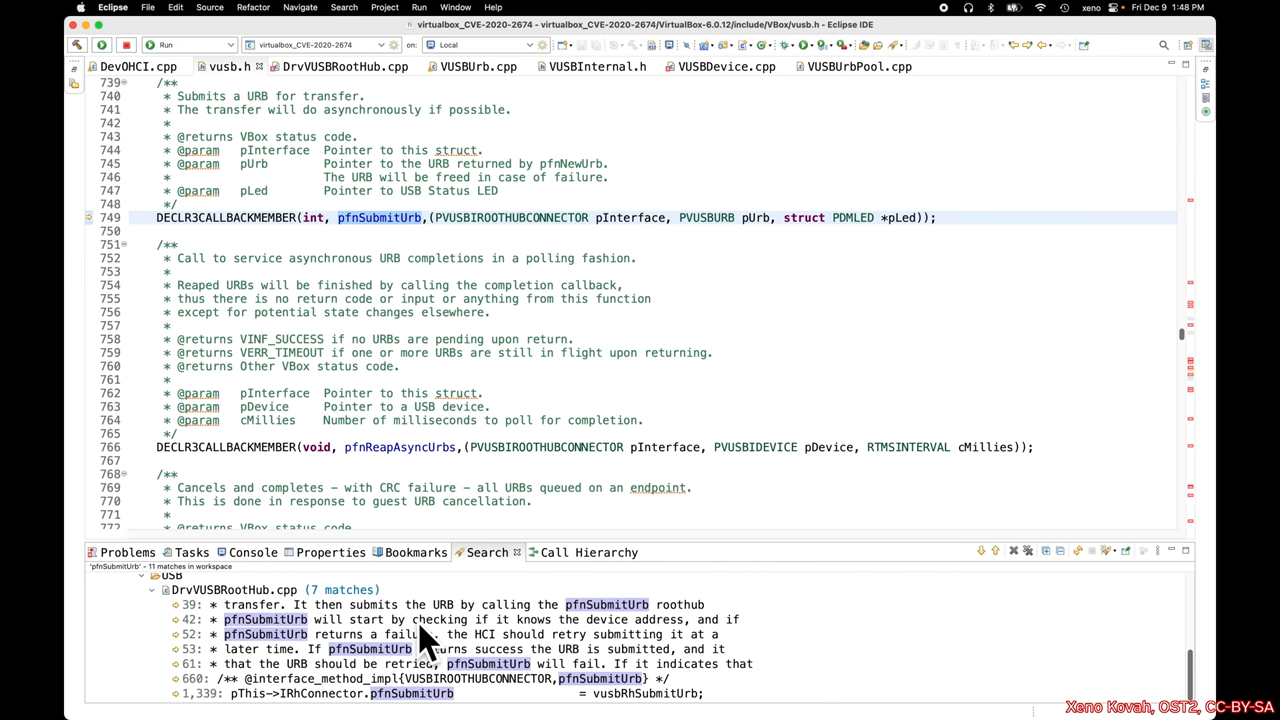 Eclipse File Edit Source Refactor Navigate Search Project Run Window Help xeno Fri Dec 9 1:48 PM
virtualbox_CVE-2020-2674 – virtualbox_CVE-2020-2674/VirtualBox-6.0.12/include/VBox/vusb.h – Eclipse IDE
Run virtualbox_CVE-2020-2674 on: Local
DevOHCI.cpp vusb.h DrvVUSBRootHub.cpp VUSBUrb.cpp VUSBInternal.h VUSBDevice.cpp VUSBUrbPool.cpp
739 /**
740 * Submits a URB for transfer.
741 * The transfer will do asynchronously if possible.
742 *
743 * @returns VBox status code.
744 * @param pInterface Pointer to this struct.
745 * @param pUrb Pointer to the URB returned by pfnNewUrb.
746 * The URB will be freed in case of failure.
747 * @param pLed Pointer to USB Status LED
748 */
749 DECLR3CALLBACKMEMBER(int, pfnSubmitUrb,(PVUSBIROOTHUBCONNECTOR pInterface, PVUSBURB pUrb, struct PDMLED *pLed));
750
751 /**
752 * Call to service asynchronous URB completions in a polling fashion.
753 *
754 * Reaped URBs will be finished by calling the completion callback,
755 * thus there is no return code or input or anything from this function
756 * except for potential state changes elsewhere.
757 *
758 * @returns VINF_SUCCESS if no URBs are pending upon return.
759 * @returns VERR_TIMEOUT if one or more URBs are still in flight upon returning.
760 * @returns Other VBox status code.
761 *
762 * @param pInterface Pointer to this struct.
763 * @param pDevice Pointer to a USB device.
764 * @param cMillies Number of milliseconds to poll for completion.
765 */
766 DECLR3CALLBACKMEMBER(void, pfnReapAsyncUrbs,(PVUSBIROOTHUBCONNECTOR pInterface, PVUSBIDEVICE pDevice, RTMSINTERVAL cMillies));
767
768 /**
769 * Cancels and completes - with CRC failure - all URBs queued on an endpoint.
770 * This is done in response to guest URB cancellation.
771 *
772 * @returns VBox status code
Problems Tasks Console Properties Bookmarks Search Call Hierarchy
'pfnSubmitUrb' - 11 matches in workspace
USB
DrvVUSBRootHub.cpp (7 matches)
39: * transfer. It then submits the URB by calling the pfnSubmitUrb roothub
42: * pfnSubmitUrb will start by checking if it knows the device address, and if
52: * pfnSubmitUrb returns a the HCI should retry submitting it at a
53: * later time. If pfnSubmitUrb success the URB is submitted, and it
61: * that the URB should be retried, pfnSubmitUrb will fail. If it indicates that
660: /** @interface_method_impl{VUSBIROOTHUBCONNECTOR,pfnSubmitUrb} */
1,339: pThis->IRhConnector.pfnSubmitUrb = vusbRhSubmitUrb;
Xeno Kovah, OST2, CC-BY-SA